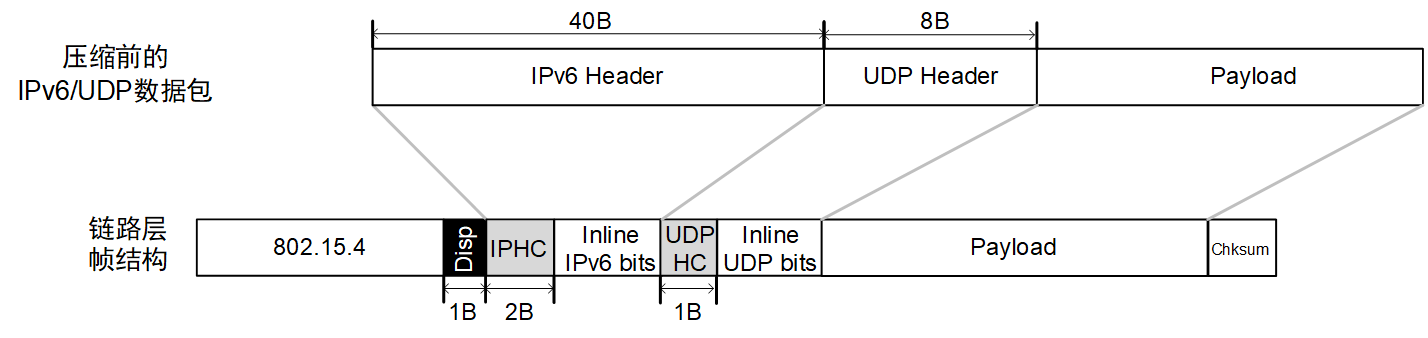 40B
8B
压缩前的
IPv6/UDP数据包
IPv6 Header
UDP Header
Payload
链路层
帧结构
802.15.4
Disp
IPHC
Inline
IPv6 bits
UDP
HC
Inline
UDP bits
Payload
Chksum
1B
2B
1B